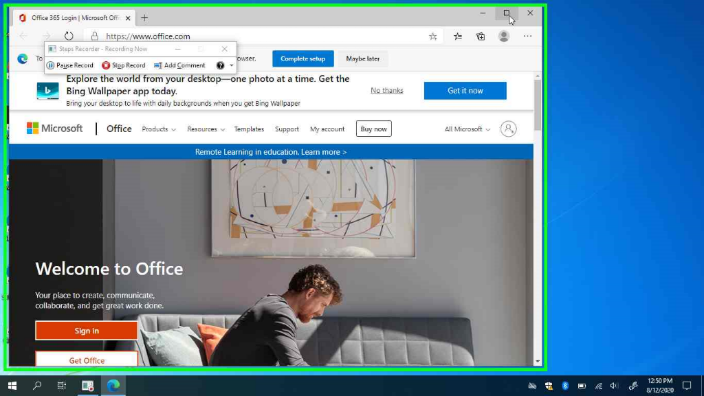 Office 365 Login | Microsoft Off
https://www.office.com
Steps Recorder - Recording Now
To
owser.
Complete setup
Maybe later
Pause Record
Stop Record
Add Comment
Explore the world from your desktop—one photo at a time. Get the
Bing Wallpaper app today.
Bring your desktop to life with daily backgrounds when you get Bing Wallpaper
No thanks
Get it now
Microsoft
Office
Products
Resources
Templates
Support
My account
Buy now
All Microsoft
Remote Learning in education. Learn more >
Welcome to Office
Your place to create, communicate,
collaborate, and get great work done.
Sign in
Get Office
12:50 PM
8/12/2020